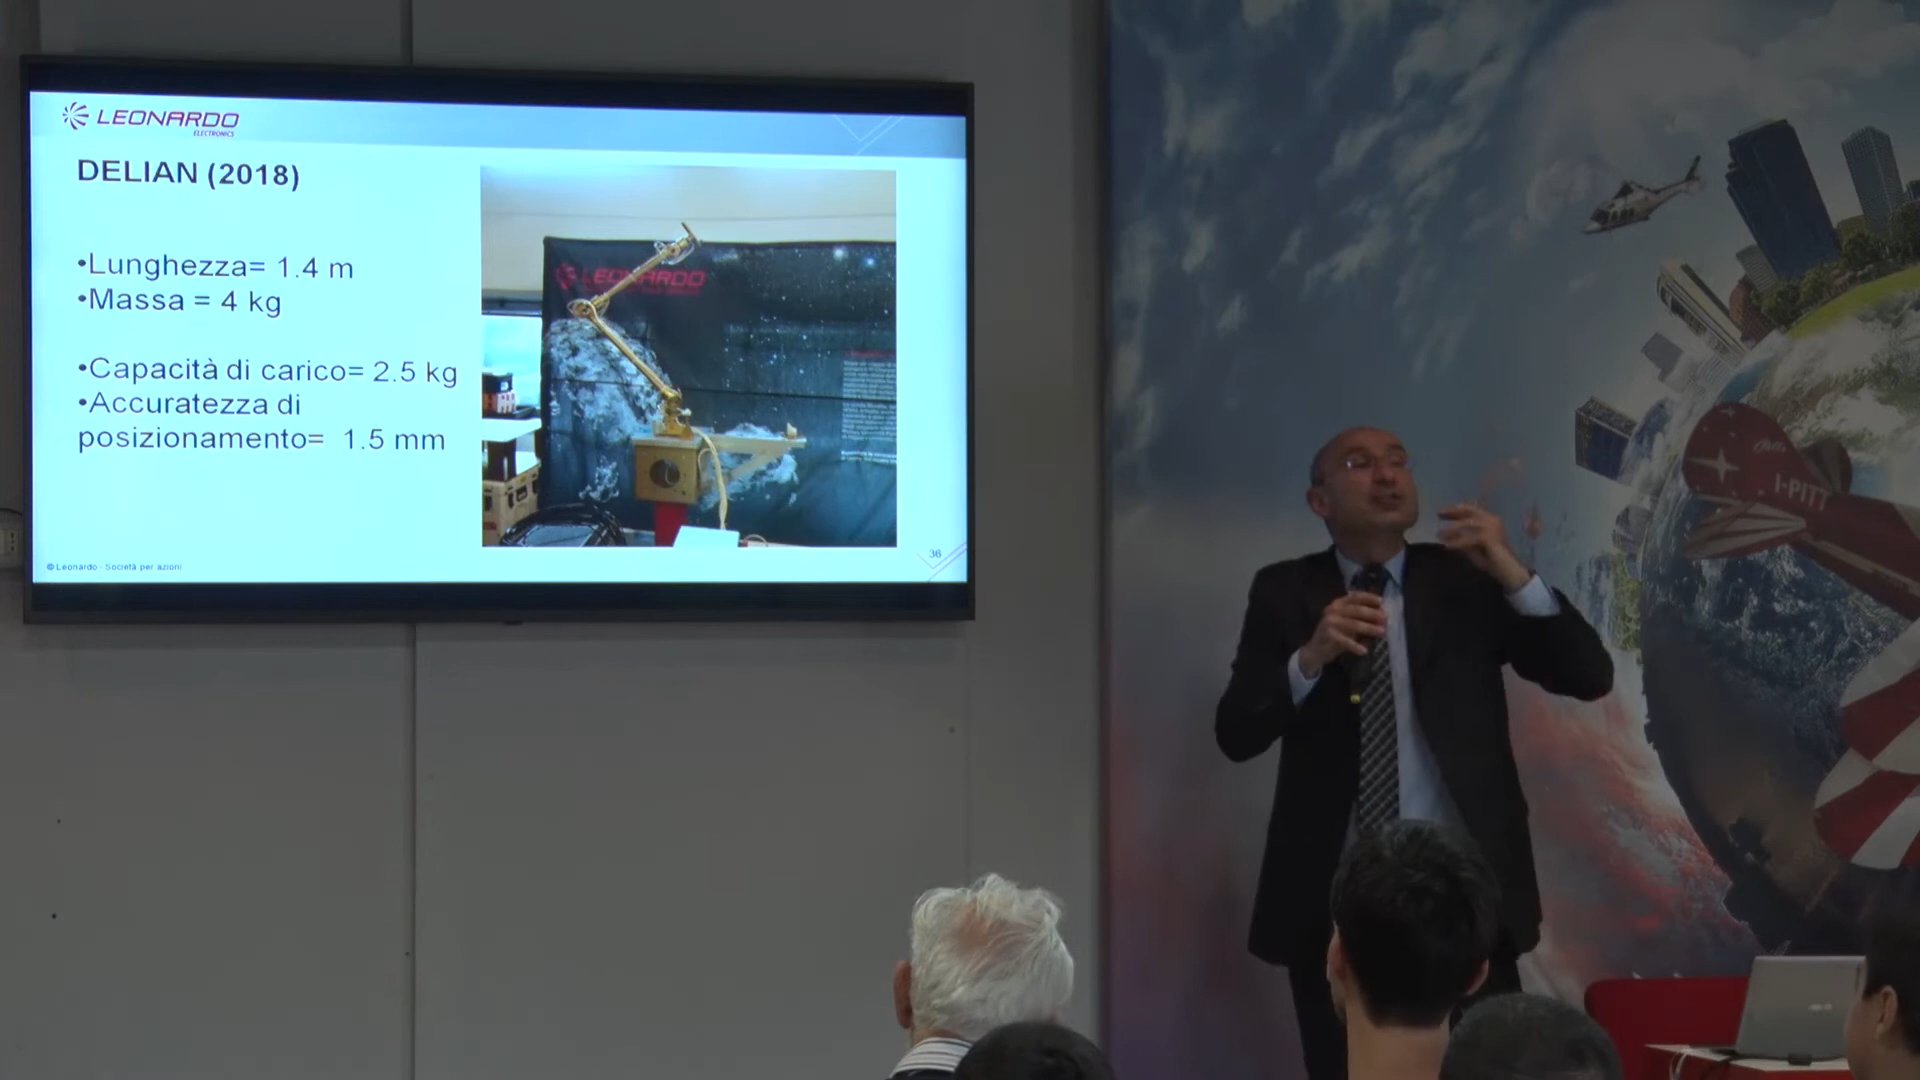 LEONARDO
ELECTRONICS
DELIAN (2018)
•Lunghezza= 1.4 m
•Massa = 4 kg
•Capacità di carico= 2.5 kg
•Accuratezza di
posizionamento= 1.5 mm
LEONARDO
© Leonardo - Società per azioni
36
I-PITT